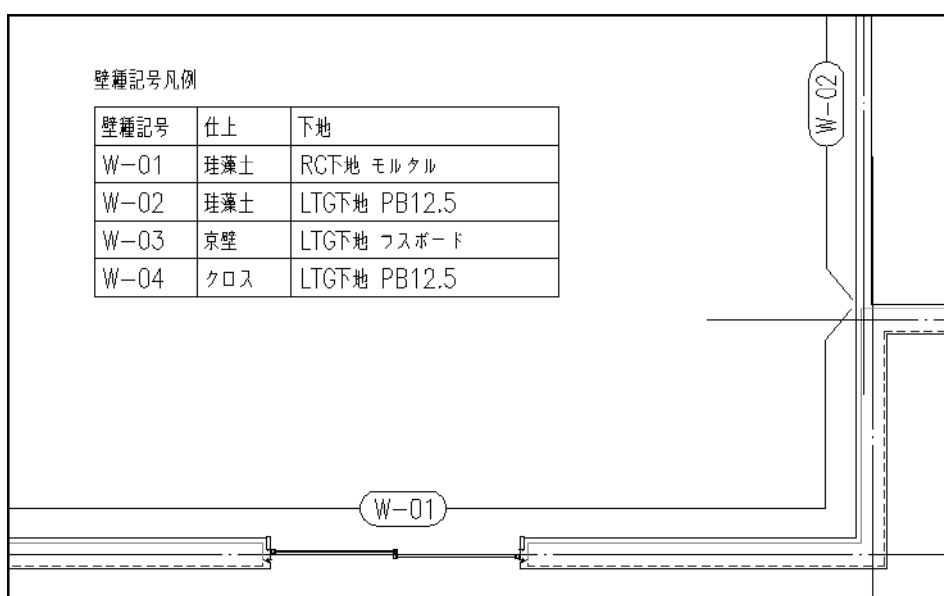 壁種記号凡例
壁種記号 仕上 下地
W-01 珪藻土 RC下地 モルタル
W-02 珪藻土 LTG下地 PB12.5
W-03 京壁 LTG下地 ラスボード
W-04 クロス LTG下地 PB12.5
W-02
W-01